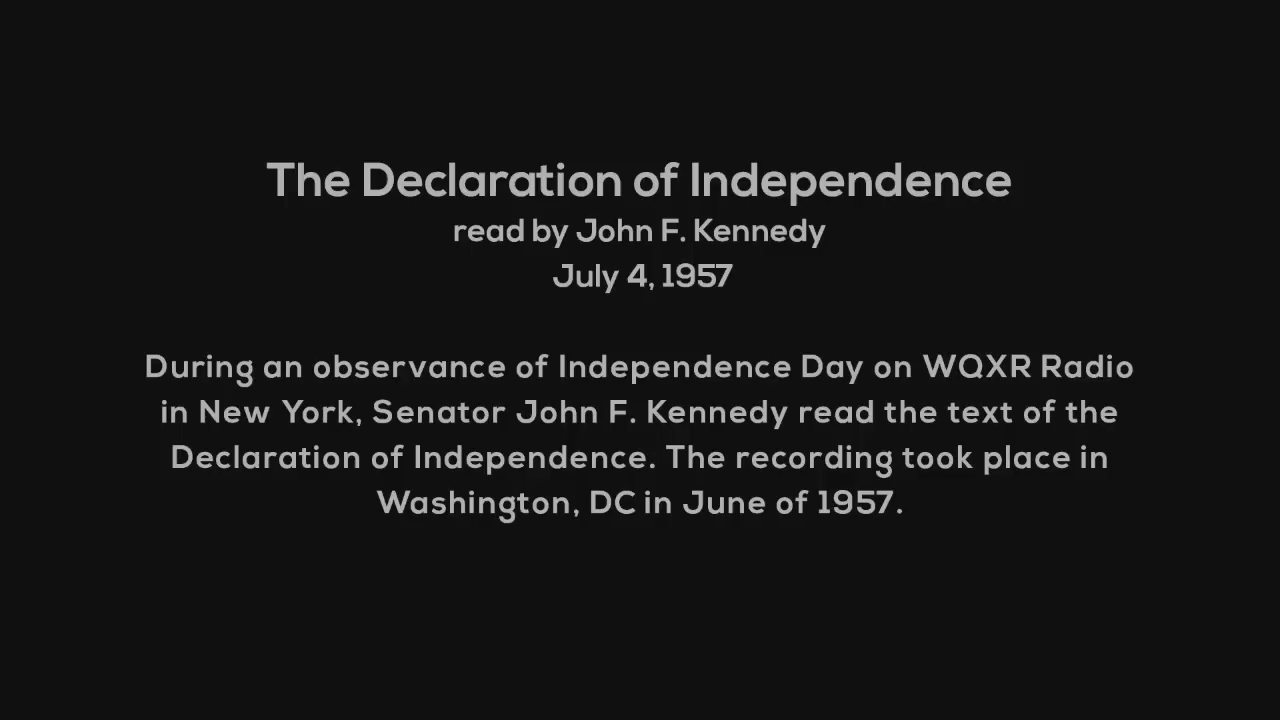 The Declaration of Independence
read by John F. Kennedy
July 4, 1957
During an observance of Independence Day on WQXR Radio
in New York, Senator John F. Kennedy read the text of the
Declaration of Independence. The recording took place in
Washington, DC in June of 1957.